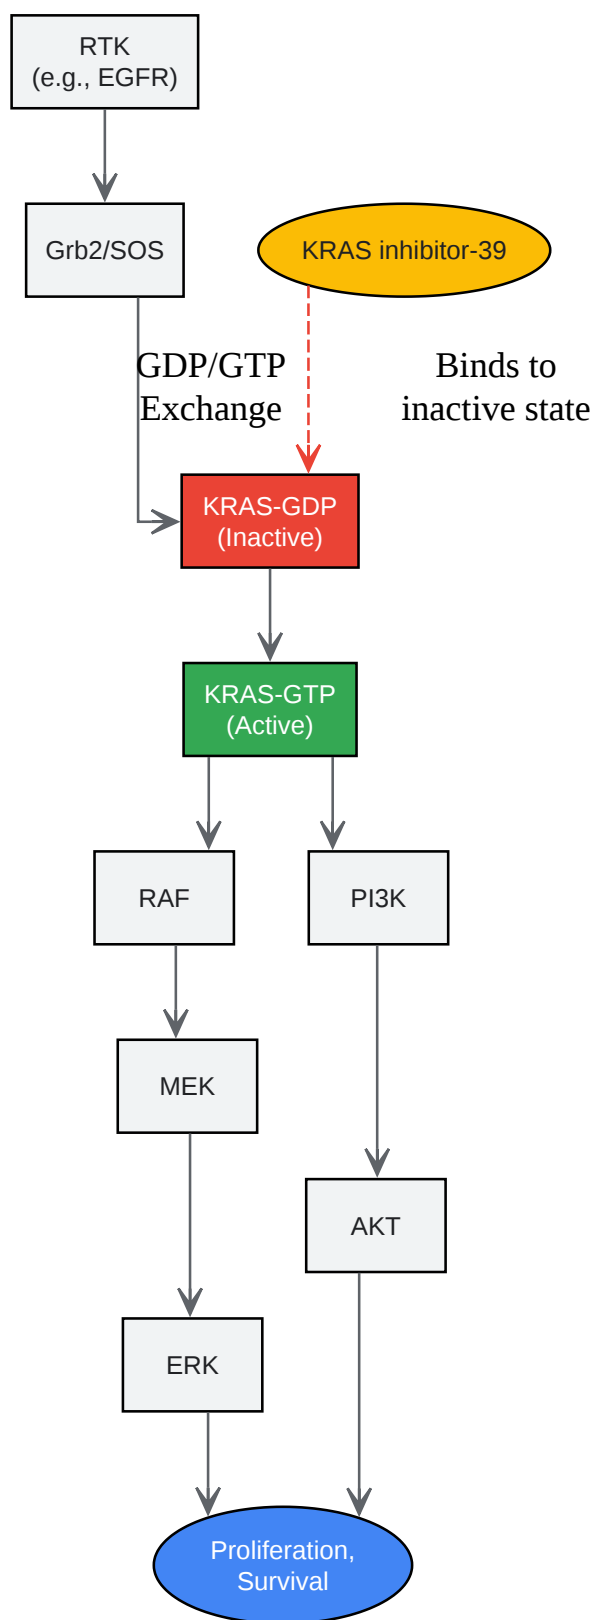 RTK
(e.g., EGFR)
Grb2/SOS
KRAS inhibitor-39
GDP/GTP
Exchange
Binds to
inactive state
KRAS-GDP
(Inactive)
KRAS-GTP
(Active)
RAF
PI3K
MEK
AKT
ERK
Proliferation,
Survival